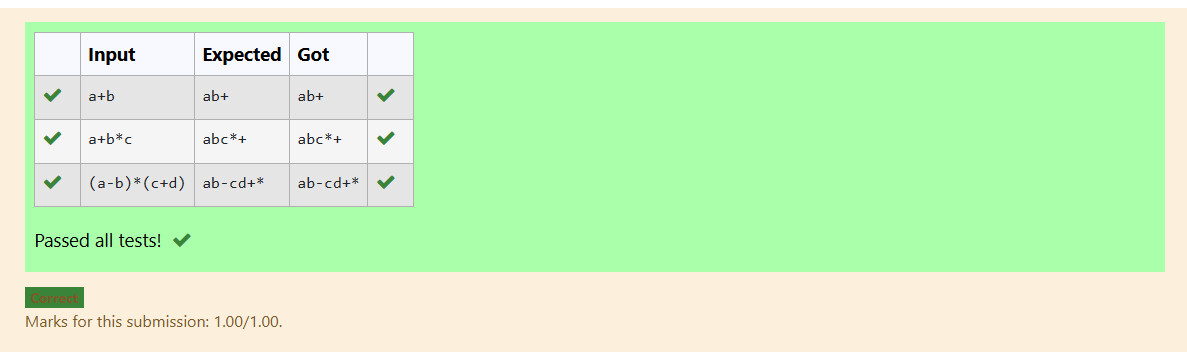 Input Expected Got
a+b ab+ ab+
a+b*c abc*+ abc*+
(a-b)*(c+d) ab-cd+* ab-cd+*
Passed all tests!
Correct
Marks for this submission: 1.00/1.00.